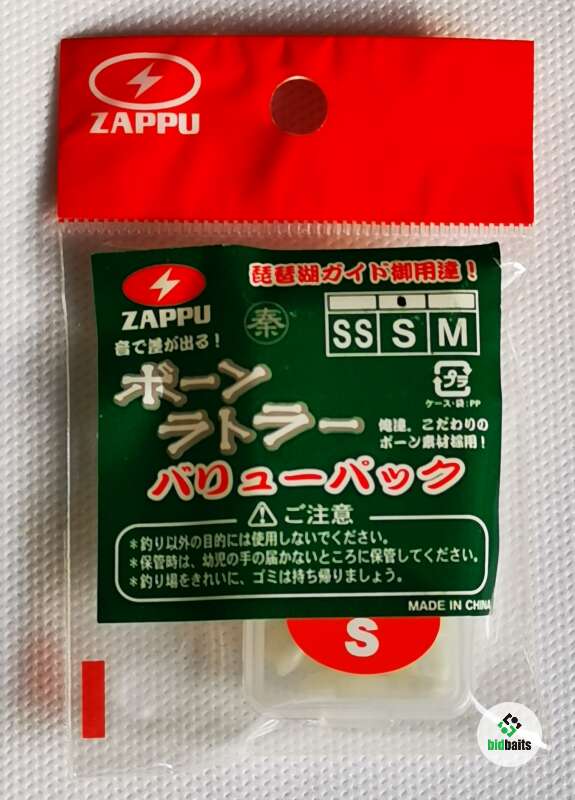 ZAPPU
琵琶湖ガイド御用達!
ZAPPU
秦
SS S M
音で差が出る!
ボーン
ラトラー
プラ
ケース・袋:PP
俺達。こだわりの
ボーン素材採用!
バリューパック
ご注意
*釣り以外の目的には使用しないでください。
*保管時は、幼児の手の届かないところに保管してください。
*釣り場をきれいに、ゴミは持ち帰りましょう。
MADE IN CHINA
S
bidbaits